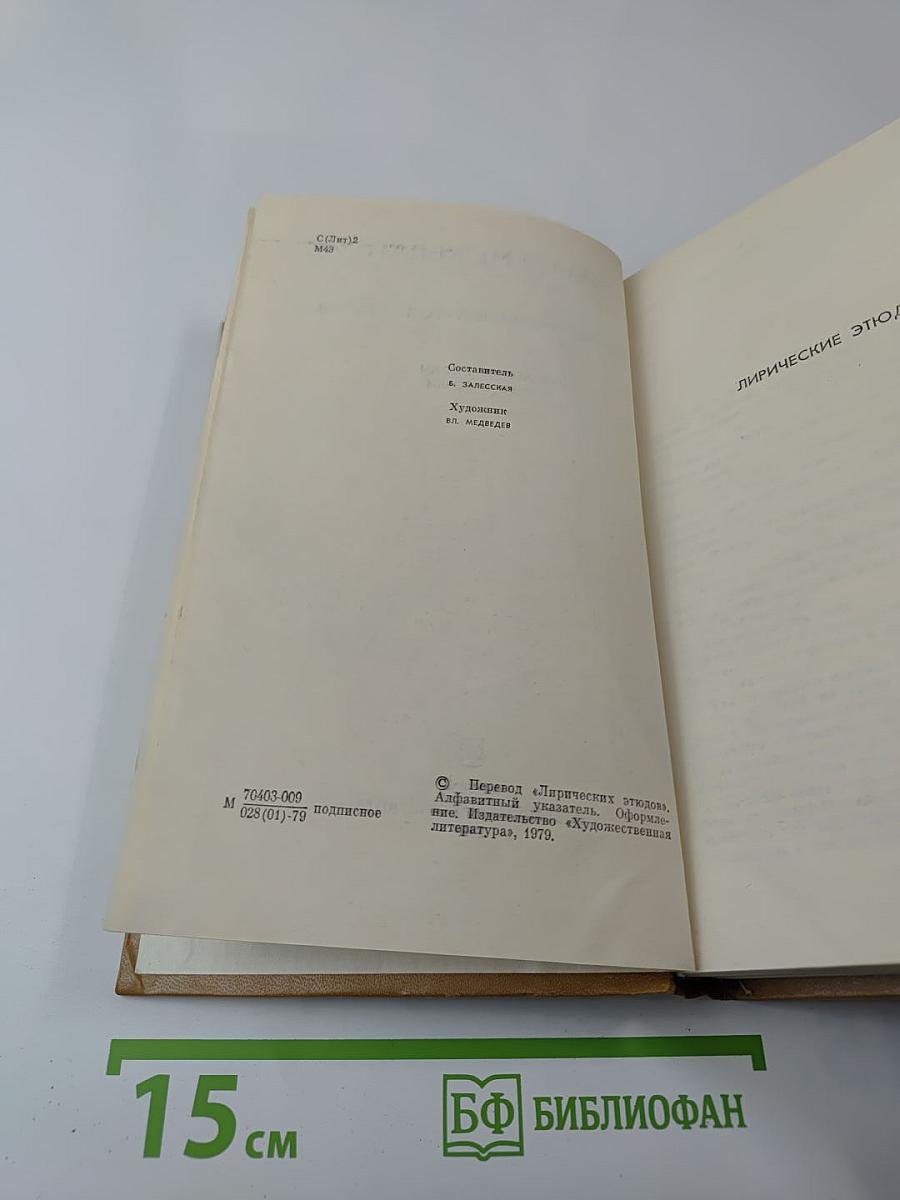 С(Лит)2
М43
Составитель
Б. ЗАЛЕССКАЯ
Художник
ВЛ. МЕДВЕДЕВ
М 70403-009
028(01)-79 подписное
© Перевод «Лирических этюдов».
Алфавитный указатель. Оформле-
ние. Издательство «Художественная
литература», 1979.
ЛИРИЧЕСКИЕ ЭТЮД
15 см
БФ БИБЛИОФАН